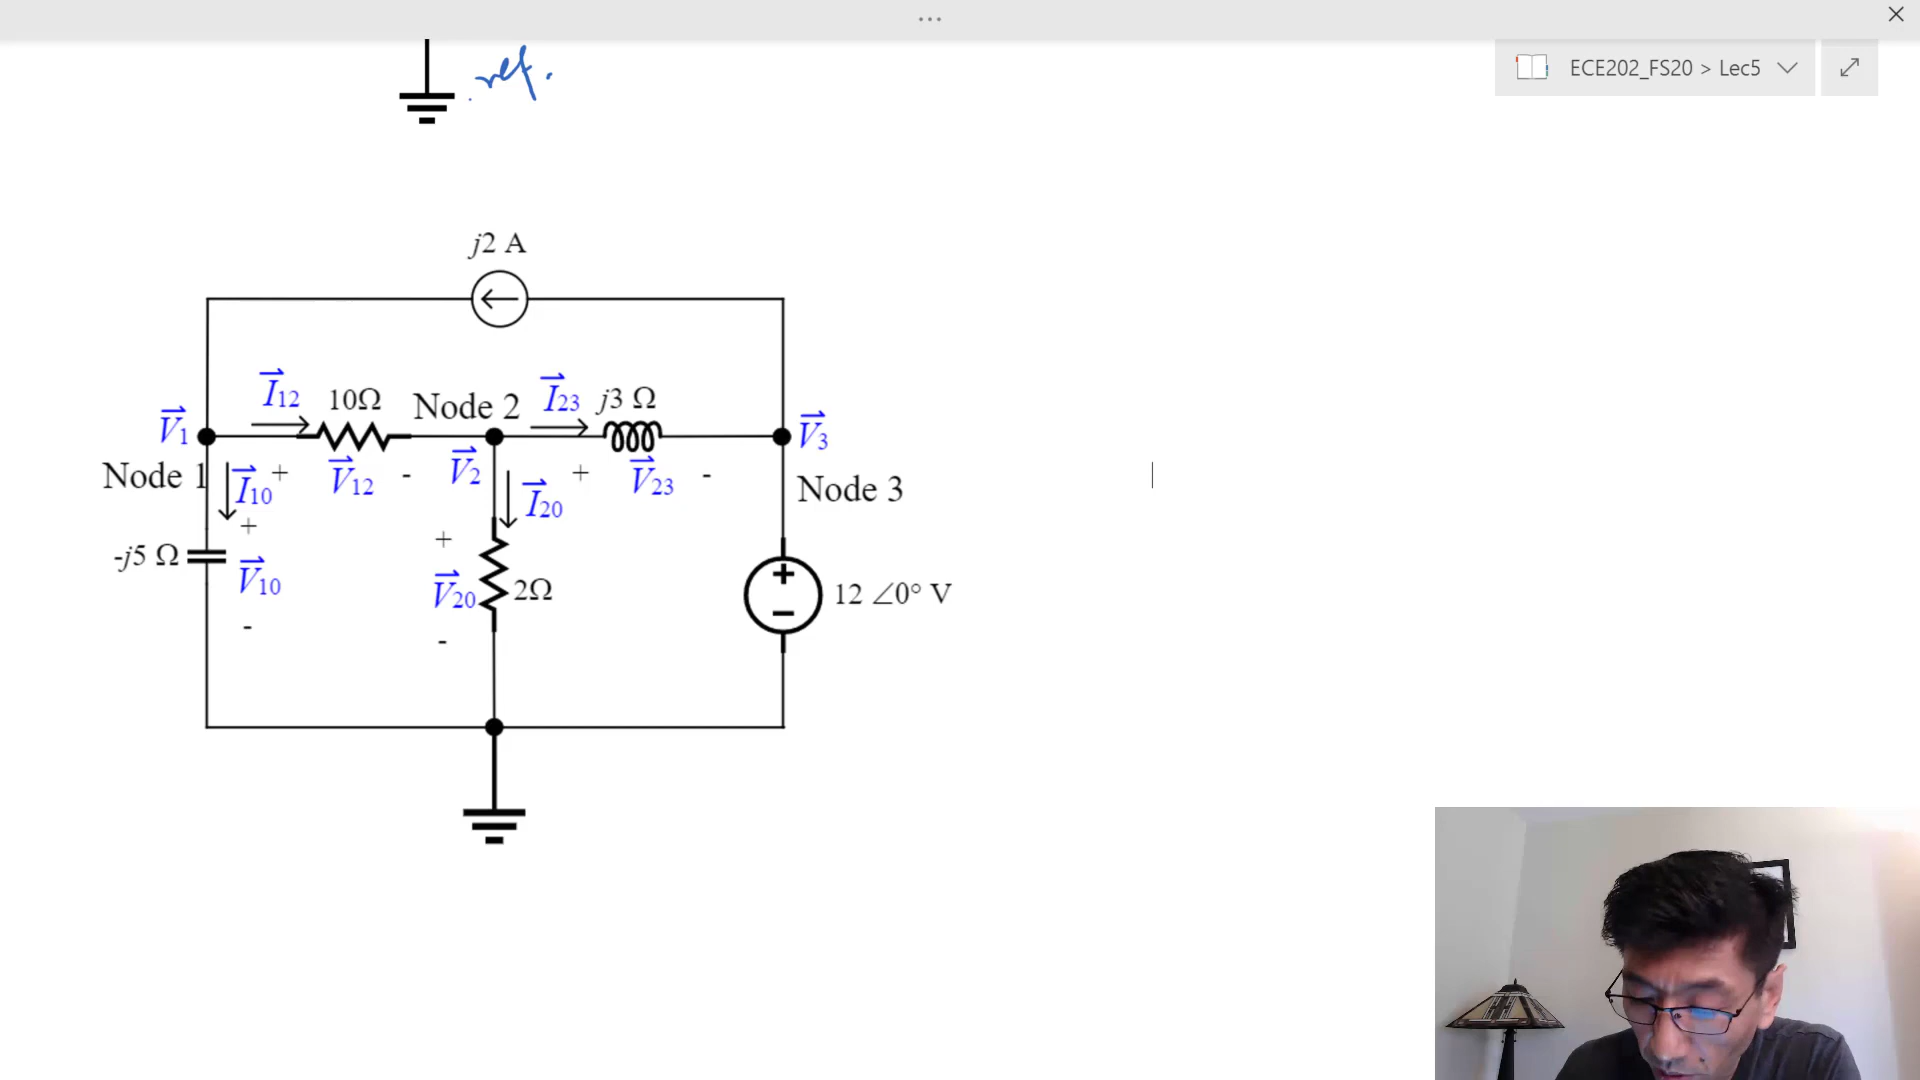 ...
ECE202_FS20 > Lec5
ref.
j2 A
I12 10Ω Node 2 I23 j3 Ω
V1 V3
Node 1 I10 + V12 - V2 I20 + V23 - Node 3
+
-j5 Ω V10 -
+ V20 - 2Ω
+ − 12 ∠0° V